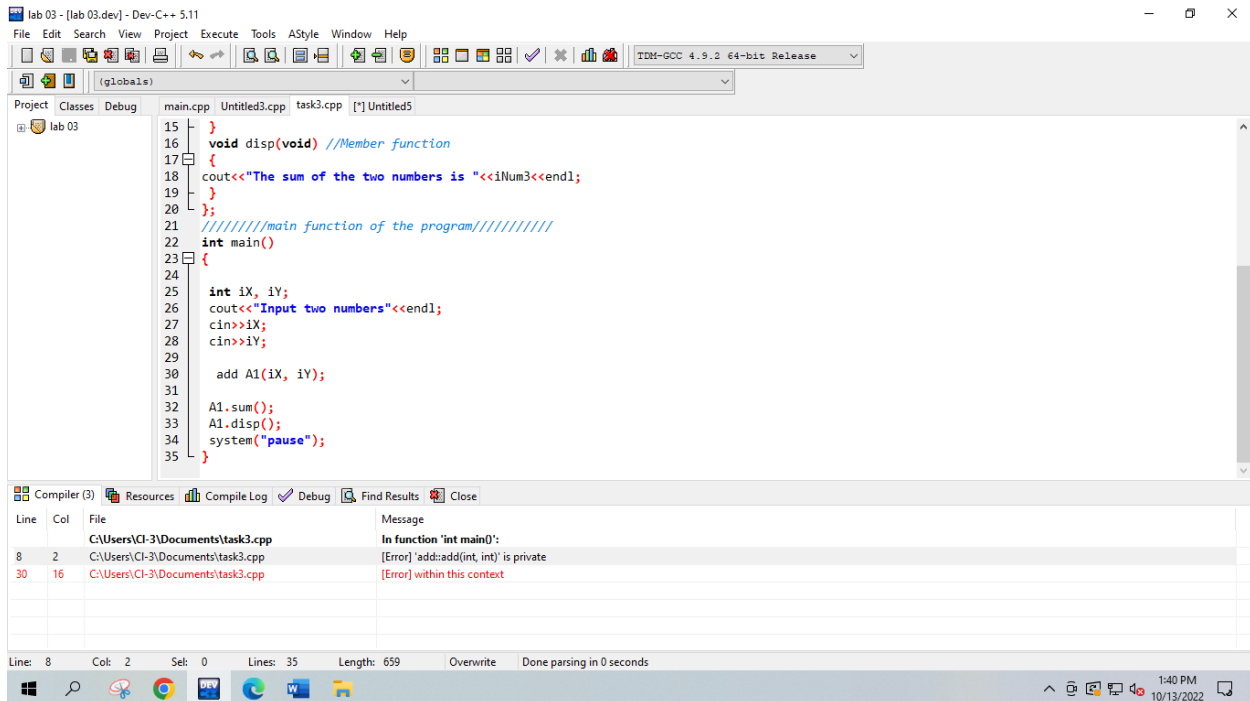 lab 03 - [lab 03.dev] - Dev-C++ 5.11
File Edit Search View Project Execute Tools AStyle Window Help
TDM-GCC 4.9.2 64-bit Release
(globals)
Project Classes Debug main.cpp Untitled3.cpp task3.cpp [*] Untitled5
lab 03
15 }
16 void disp(void) //Member function
17 {
18 cout<<"The sum of the two numbers is "<<iNum3<<endl;
19 }
20 };
21 /////////main function of the program///////////
22 int main()
23 {
24
25 int iX, iY;
26 cout<<"Input two numbers"<<endl;
27 cin>>iX;
28 cin>>iY;
29
30 add A1(iX, iY);
31
32 A1.sum();
33 A1.disp();
34 system("pause");
35 }
Compiler (3) Resources Compile Log Debug Find Results Close
Line Col File Message
C:\Users\CI-3\Documents\task3.cpp In function 'int main()':
8 2 C:\Users\CI-3\Documents\task3.cpp [Error] 'add::add(int, int)' is private
30 16 C:\Users\CI-3\Documents\task3.cpp [Error] within this context
Line: 8 Col: 2 Sel: 0 Lines: 35 Length: 659 Overwrite Done parsing in 0 seconds
DEV
1:40 PM
10/13/2022